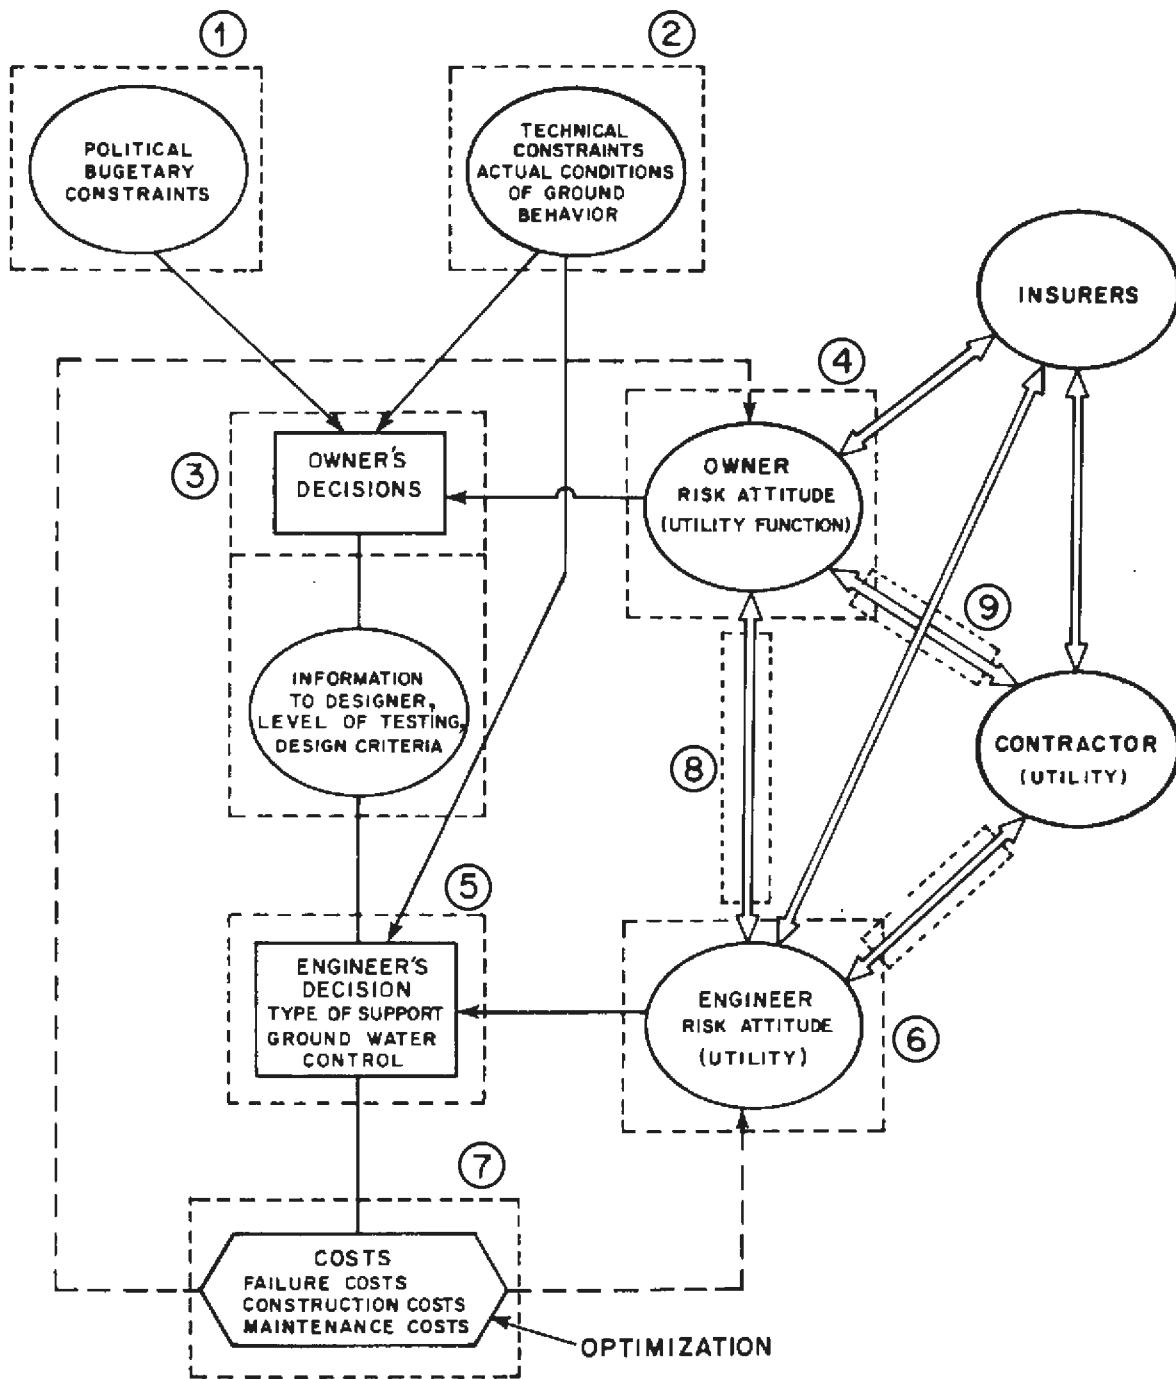 1
2
POLITICAL
BUGETARY
CONSTRAINTS
TECHNICAL
CONSTRAINTS
ACTUAL CONDITIONS
OF GROUND
BEHAVIOR
INSURERS
3
OWNER'S
DECISIONS
4
OWNER
RISK ATTITUDE
(UTILITY FUNCTION)
9
INFORMATION
TO DESIGNER,
LEVEL OF TESTING,
DESIGN CRITERIA
8
CONTRACTOR
(UTILITY)
5
ENGINEER'S
DECISION
TYPE OF SUPPORT
GROUND WATER
CONTROL
ENGINEER
RISK ATTITUDE
(UTILITY)
6
7
COSTS
FAILURE COSTS
CONSTRUCTION COSTS
MAINTENANCE COSTS
OPTIMIZATION